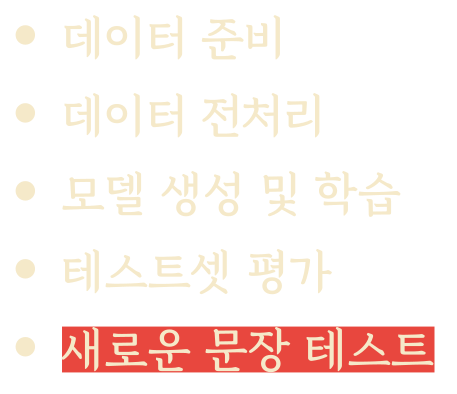 • 데이터 준비
• 데이터 전처리
• 모델 생성 및 학습
• 테스트셋 평가
• 새로운 문장 테스트